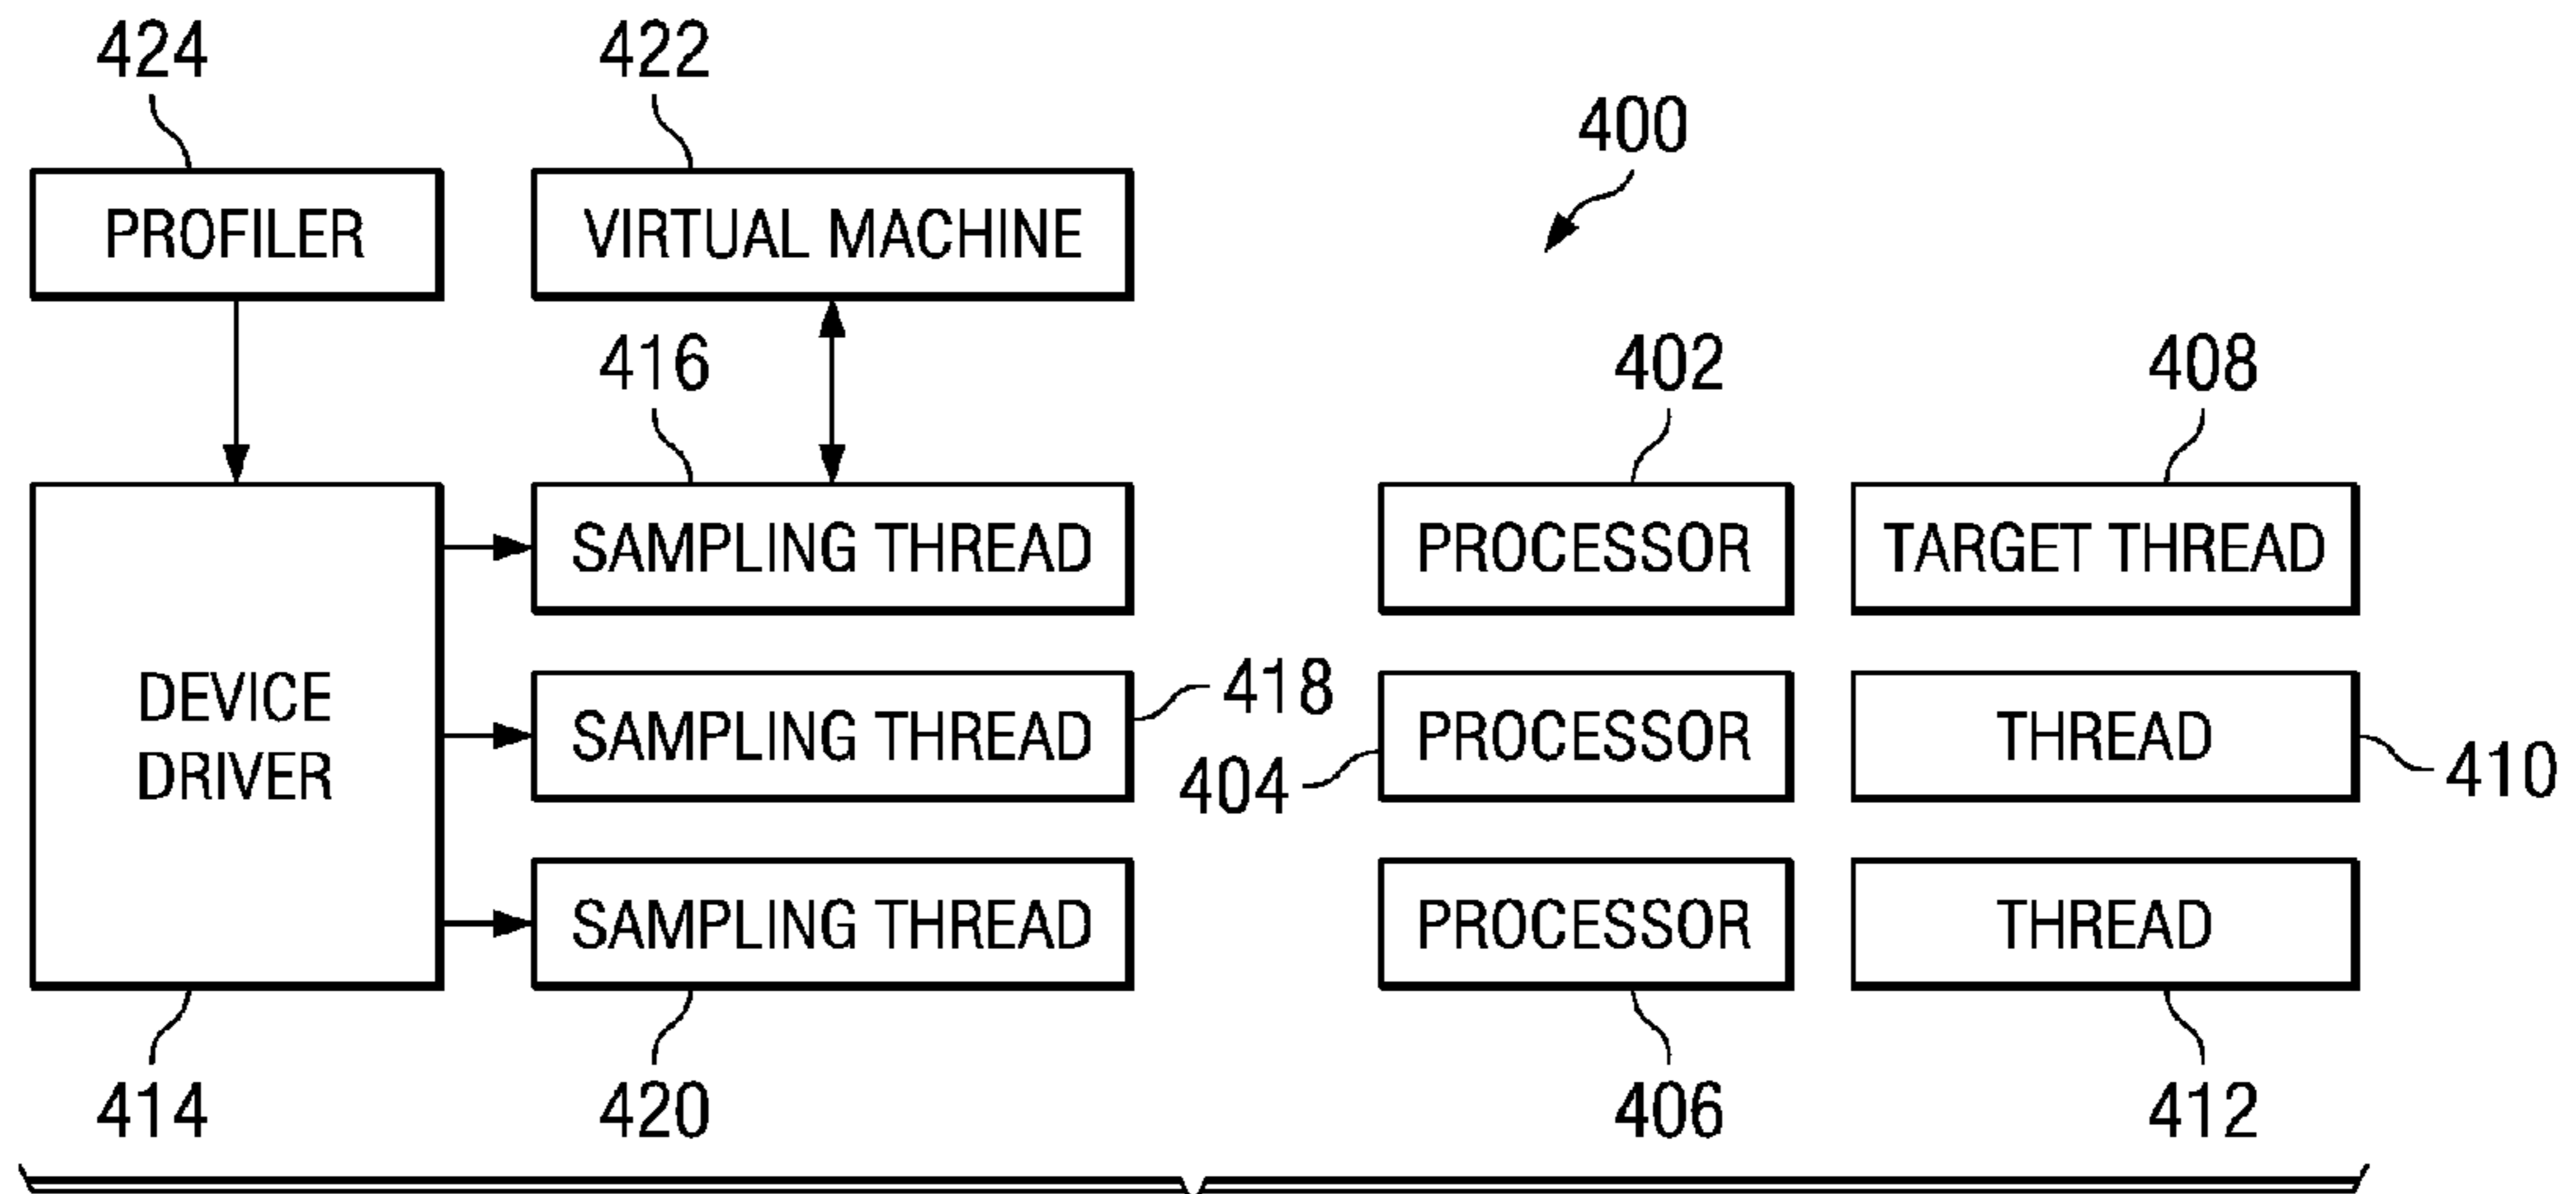 424
422
400
PROFILER
VIRTUAL MACHINE
416
402
408
SAMPLING THREAD
PROCESSOR
TARGET THREAD
DEVICE
DRIVER
SAMPLING THREAD
418
404
PROCESSOR
THREAD
410
SAMPLING THREAD
PROCESSOR
THREAD
414
420
406
412